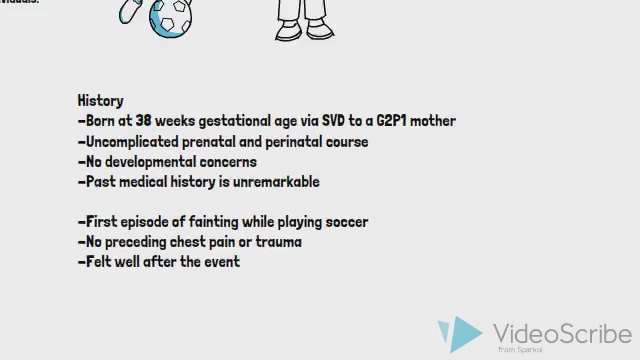 History
-Born at 38 weeks gestational age via SVD to a G2P1 mother
-Uncomplicated prenatal and perinatal course
-No developmental concerns
-Past medical history is unremarkable
-First episode of fainting while playing soccer
-No preceding chest pain or trauma
-Felt well after the event
VideoScribe
from Sparkol